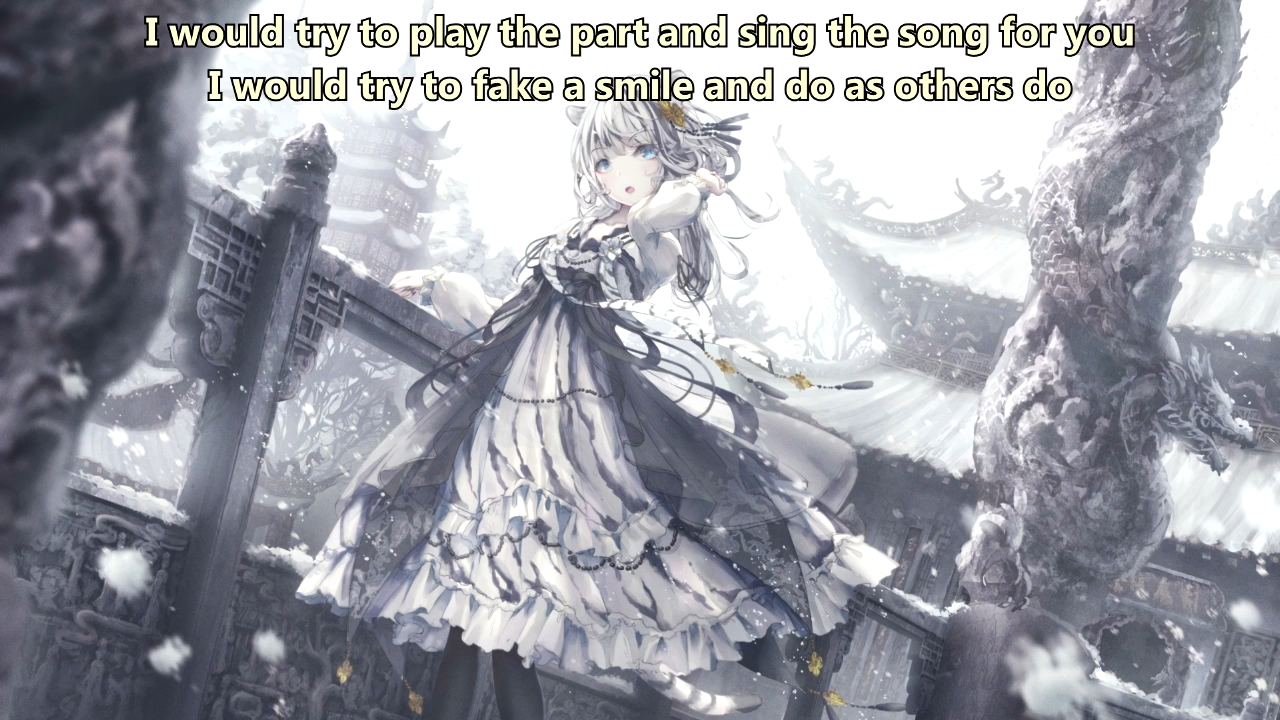 I would try to play the part and sing the song for you
I would try to fake a smile and do as others do